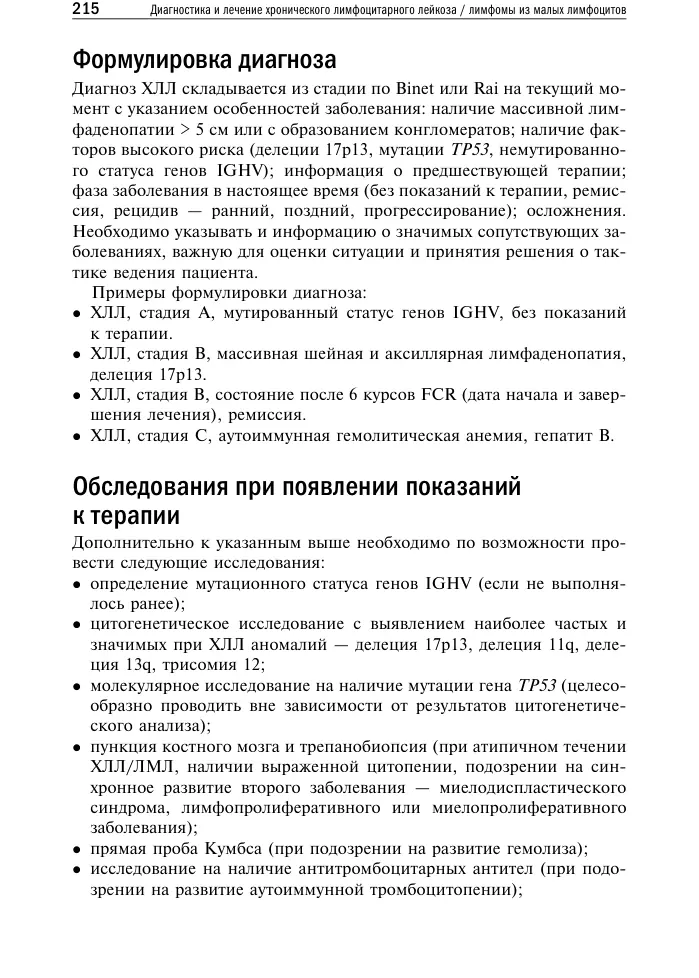 215 Диагностика и лечение хронического лимфоцитарного лейкоза / лимфомы из малых лимфоцитов
Формулировка диагноза
Диагноз ХЛЛ складывается из стадии по Binet или Rai на текущий мо-
мент с указанием особенностей заболевания: наличие массивной лим-
фаденопатии > 5 см или с образованием конгломератов; наличие фак-
торов высокого риска (делеции 17p13, мутации TP53, немутированно-
го статуса генов IGHV); информация о предшествующей терапии;
фаза заболевания в настоящее время (без показаний к терапии, ремис-
сия, рецидив — ранний, поздний, прогрессирование); осложнения.
Необходимо указывать и информацию о значимых сопутствующих за-
болеваниях, важную для оценки ситуации и принятия решения о так-
тике ведения пациента.
Примеры формулировки диагноза:
● ХЛЛ, стадия А, мутированный статус генов IGHV, без показаний
к терапии.
● ХЛЛ, стадия В, массивная шейная и аксиллярная лимфаденопатия,
делеция 17p13.
● ХЛЛ, стадия В, состояние после 6 курсов FCR (дата начала и завер-
шения лечения), ремиссия.
● ХЛЛ, стадия С, аутоиммунная гемолитическая анемия, гепатит В.
Обследования при появлении показаний
к терапии
Дополнительно к указанным выше необходимо по возможности про-
вести следующие исследования:
● определение мутационного статуса генов IGHV (если не выполня-
лось ранее);
● цитогенетическое исследование с выявлением наиболее частых и
значимых при ХЛЛ аномалий — делеция 17p13, делеция 11q, деле-
ция 13q, трисомия 12;
● молекулярное исследование на наличие мутации гена TP53 (целесо-
образно проводить вне зависимости от результатов цитогенетиче-
ского анализа);
● пункция костного мозга и трепанобиопсия (при атипичном течении
ХЛЛ/ЛМЛ, наличии выраженной цитопении, подозрении на син-
хронное развитие второго заболевания — миелодиспластического
синдрома, лимфопролиферативного или миелопролиферативного
заболевания);
● прямая проба Кумбса (при подозрении на развитие гемолиза);
● исследование на наличие антитромбоцитарных антител (при подо-
зрении на развитие аутоиммунной тромбоцитопении);